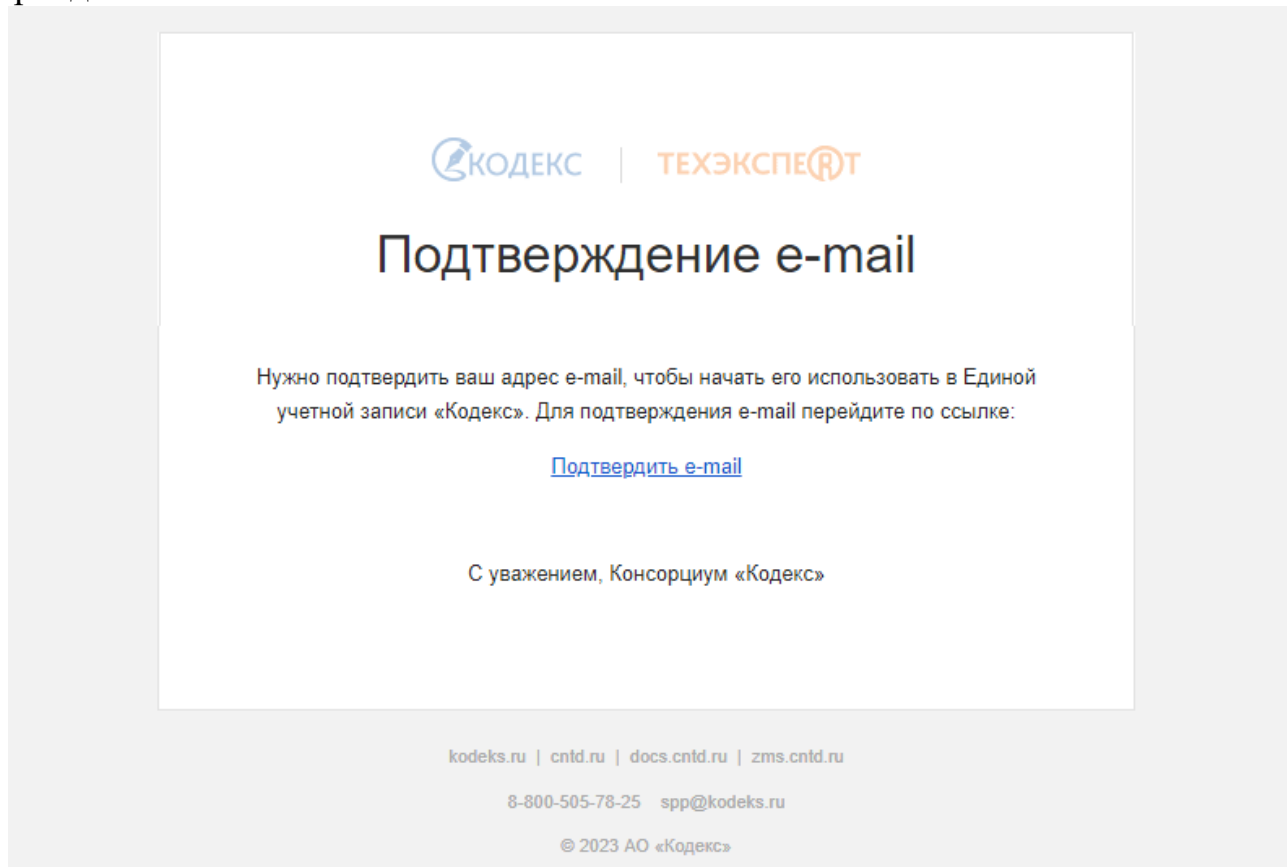 КОДЕКС | ТЕХЭКСПЕРТ
Подтверждение e-mail
Нужно подтвердить ваш адрес e-mail, чтобы начать его использовать в Единой
учетной записи «Кодекс». Для подтверждения e-mail перейдите по ссылке:
Подтвердить e-mail
С уважением, Консорциум «Кодекс»
kodeks.ru | cntd.ru | docs.cntd.ru | zms.cntd.ru
8-800-505-78-25 spp@kodeks.ru
© 2023 АО «Кодекс»